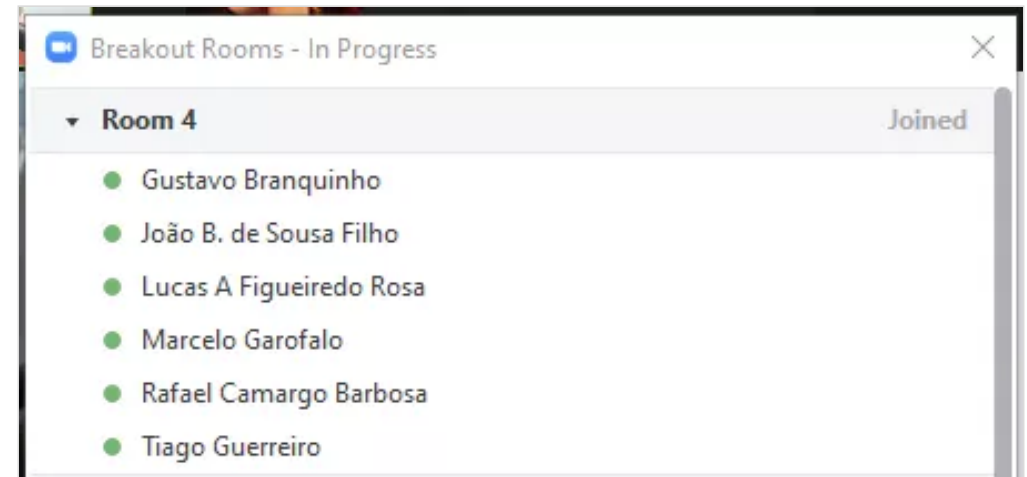 Breakout Rooms - In Progress
Room 4 Joined
Gustavo Branquinho
João B. de Sousa Filho
Lucas A Figueiredo Rosa
Marcelo Garofalo
Rafael Camargo Barbosa
Tiago Guerreiro